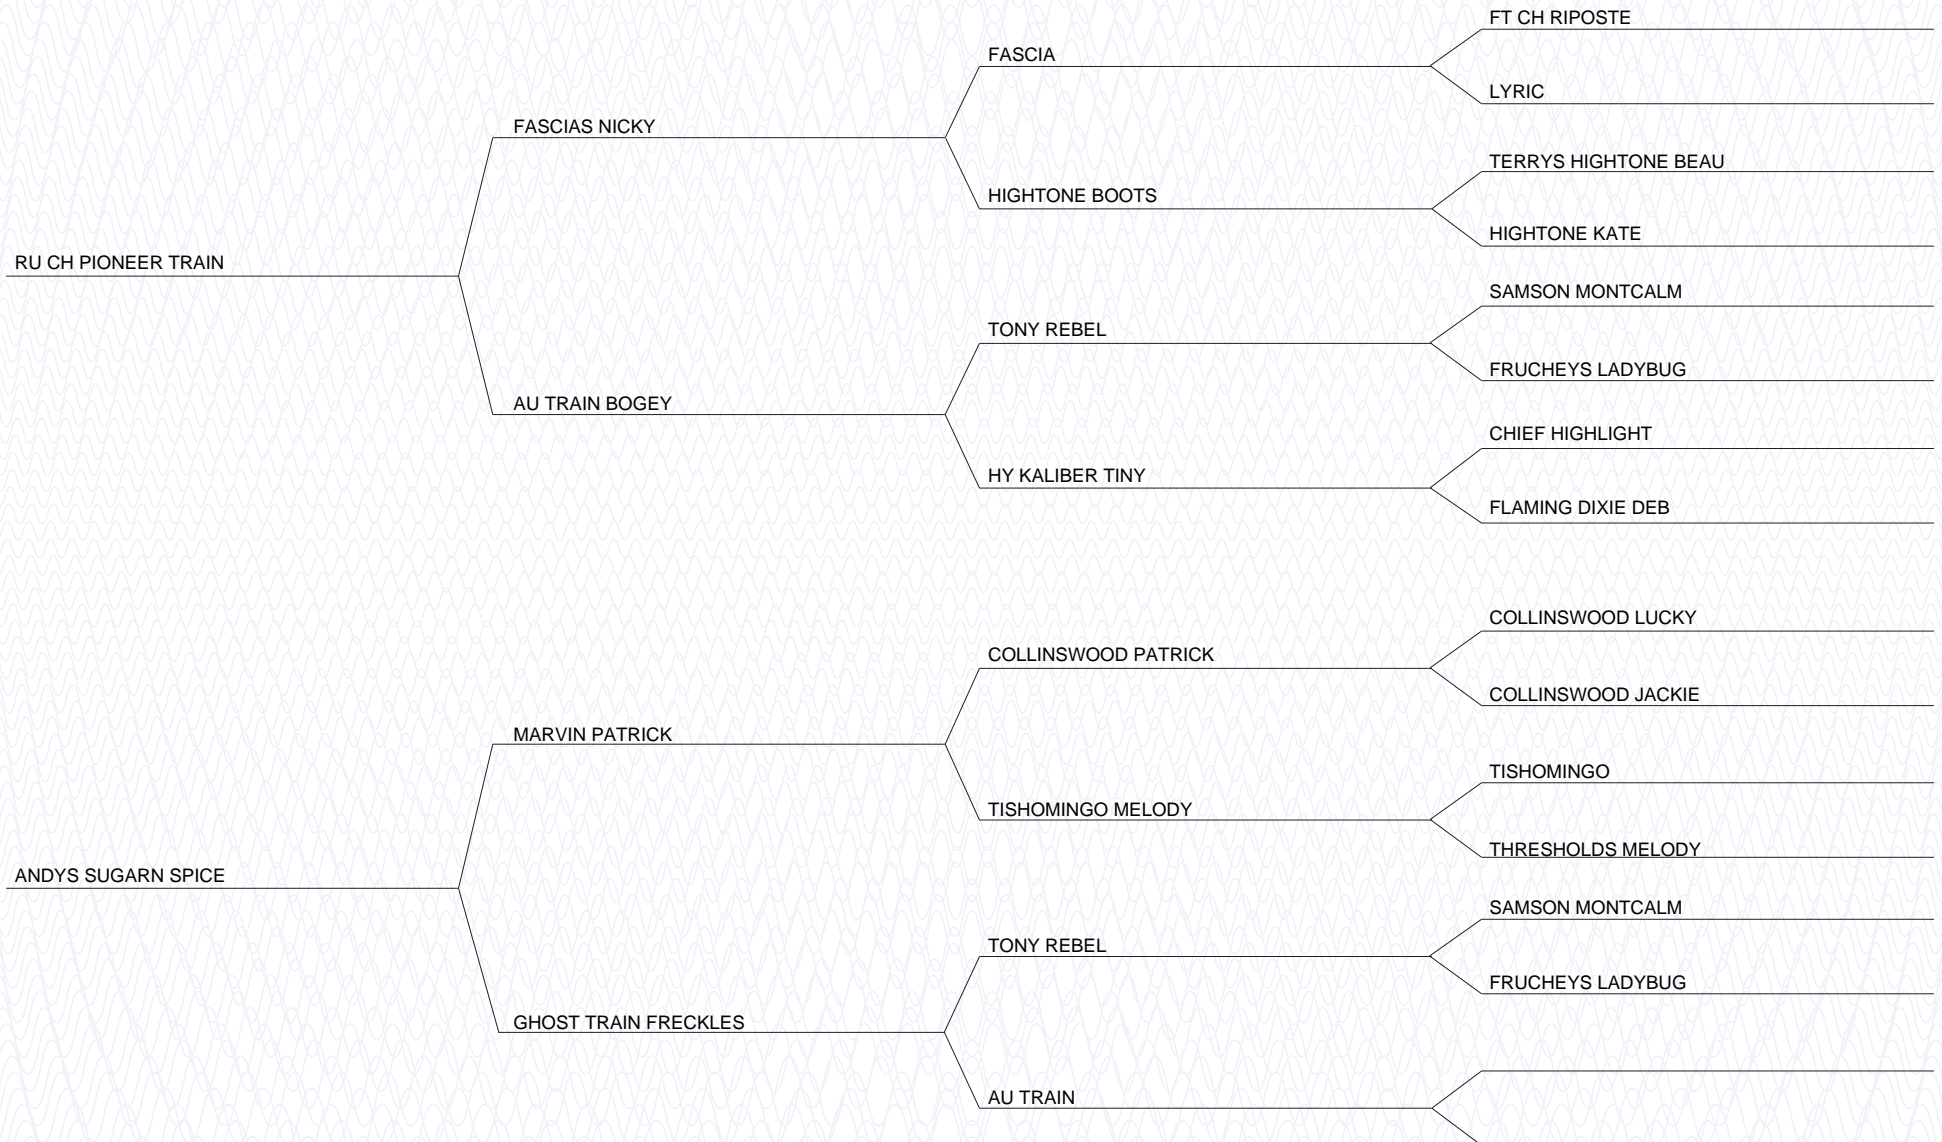 FT CH RIPOSTE
FASCIA
LYRIC
FASCIAS NICKY
TERRYS HIGHTONE BEAU
HIGHTONE BOOTS
HIGHTONE KATE
RU CH PIONEER TRAIN
SAMSON MONTCALM
TONY REBEL
FRUCHEYS LADYBUG
AU TRAIN BOGEY
CHIEF HIGHLIGHT
HY KALIBER TINY
FLAMING DIXIE DEB
COLLINSWOOD LUCKY
COLLINSWOOD PATRICK
COLLINSWOOD JACKIE
MARVIN PATRICK
TISHOMINGO
TISHOMINGO MELODY
THRESHOLDS MELODY
ANDYS SUGARN SPICE
SAMSON MONTCALM
TONY REBEL
FRUCHEYS LADYBUG
GHOST TRAIN FRECKLES
AU TRAIN